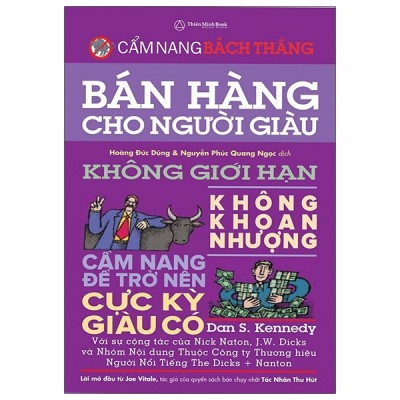 Thiên Minh Book
CẨM NANG BÁCH THẮNG
BÁN HÀNG
CHO NGƯỜI GIÀU
Hoàng Đức Dũng & Nguyễn Phúc Quang Ngọc dịch
KHÔNG GIỚI HẠN
KHÔNG
KHOAN
NHƯỢNG
CẨM NANG
ĐỂ TRỞ NÊN
CỰC KỲ
GIÀU CÓ
Dan S. Kennedy
Với sự cộng tác của Nick Naton, J.W. Dicks
và Nhóm Nội dung Thuộc Công ty Thương hiệu
Người Nổi Tiếng The Dicks + Nanton
Lời mở đầu từ Joe Vitale, tác giả của quyển sách bán chạy nhất Tác Nhân Thu Hút